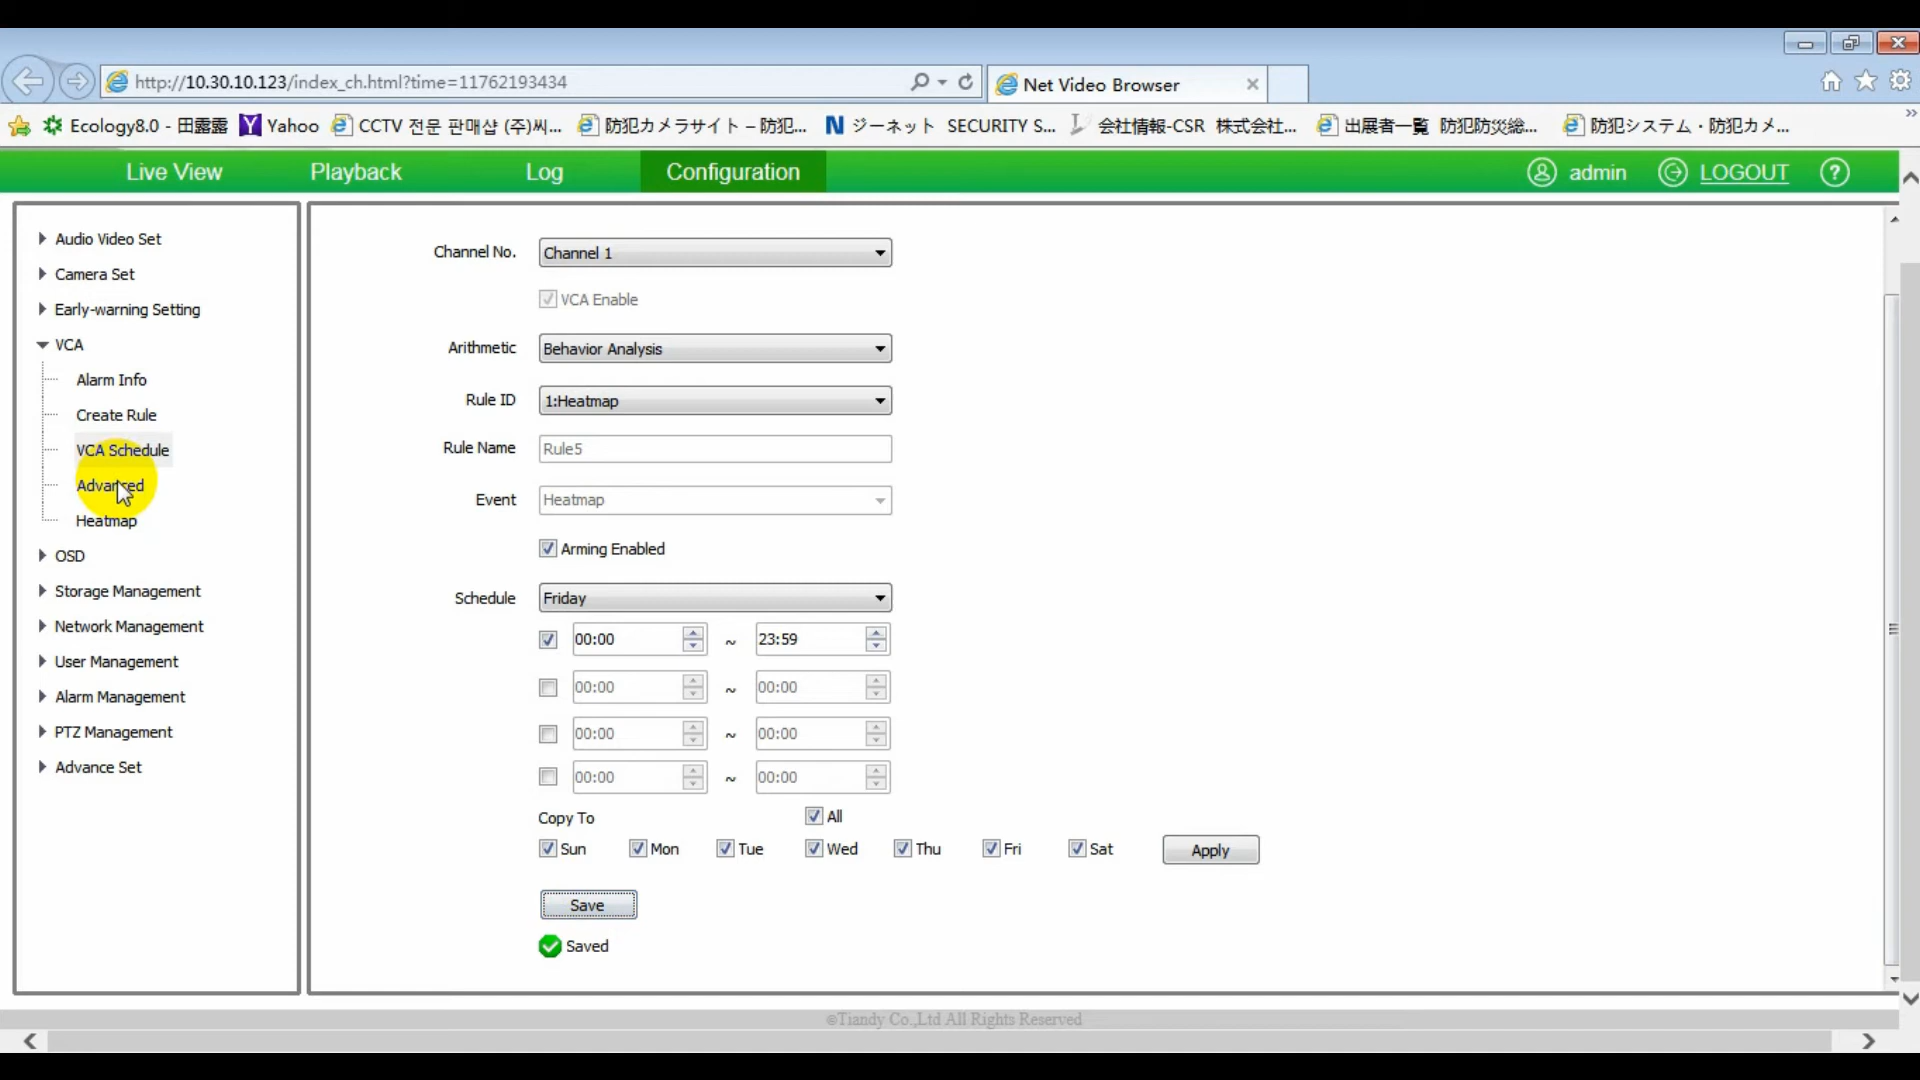 http://10.30.10.123/index_ch.html?time=11762193434
Net Video Browser
Ecology8.0 - 田露露
Yahoo
CCTV 전문 판매샵 (주)씨...
防犯カメラサイト – 防犯...
ジーネット SECURITY S...
会社情報-CSR 株式会社...
出展者一覧 防犯防災総...
防犯システム・防犯カメ...
Live View
Playback
Log
Configuration
admin
LOGOUT
?
Audio Video Set
Camera Set
Early-warning Setting
VCA
Alarm Info
Create Rule
VCA Schedule
Advanced
Heatmap
OSD
Storage Management
Network Management
User Management
Alarm Management
PTZ Management
Advance Set
Channel No. Channel 1
VCA Enable
Arithmetic Behavior Analysis
Rule ID 1:Heatmap
Rule Name Rule5
Event Heatmap
Arming Enabled
Schedule Friday
00:00 ~ 23:59
00:00 ~ 00:00
00:00 ~ 00:00
00:00 ~ 00:00
Copy To All
Sun Mon Tue Wed Thu Fri Sat Apply
Save
Saved
©Tiandy Co.,Ltd All Rights Reserved